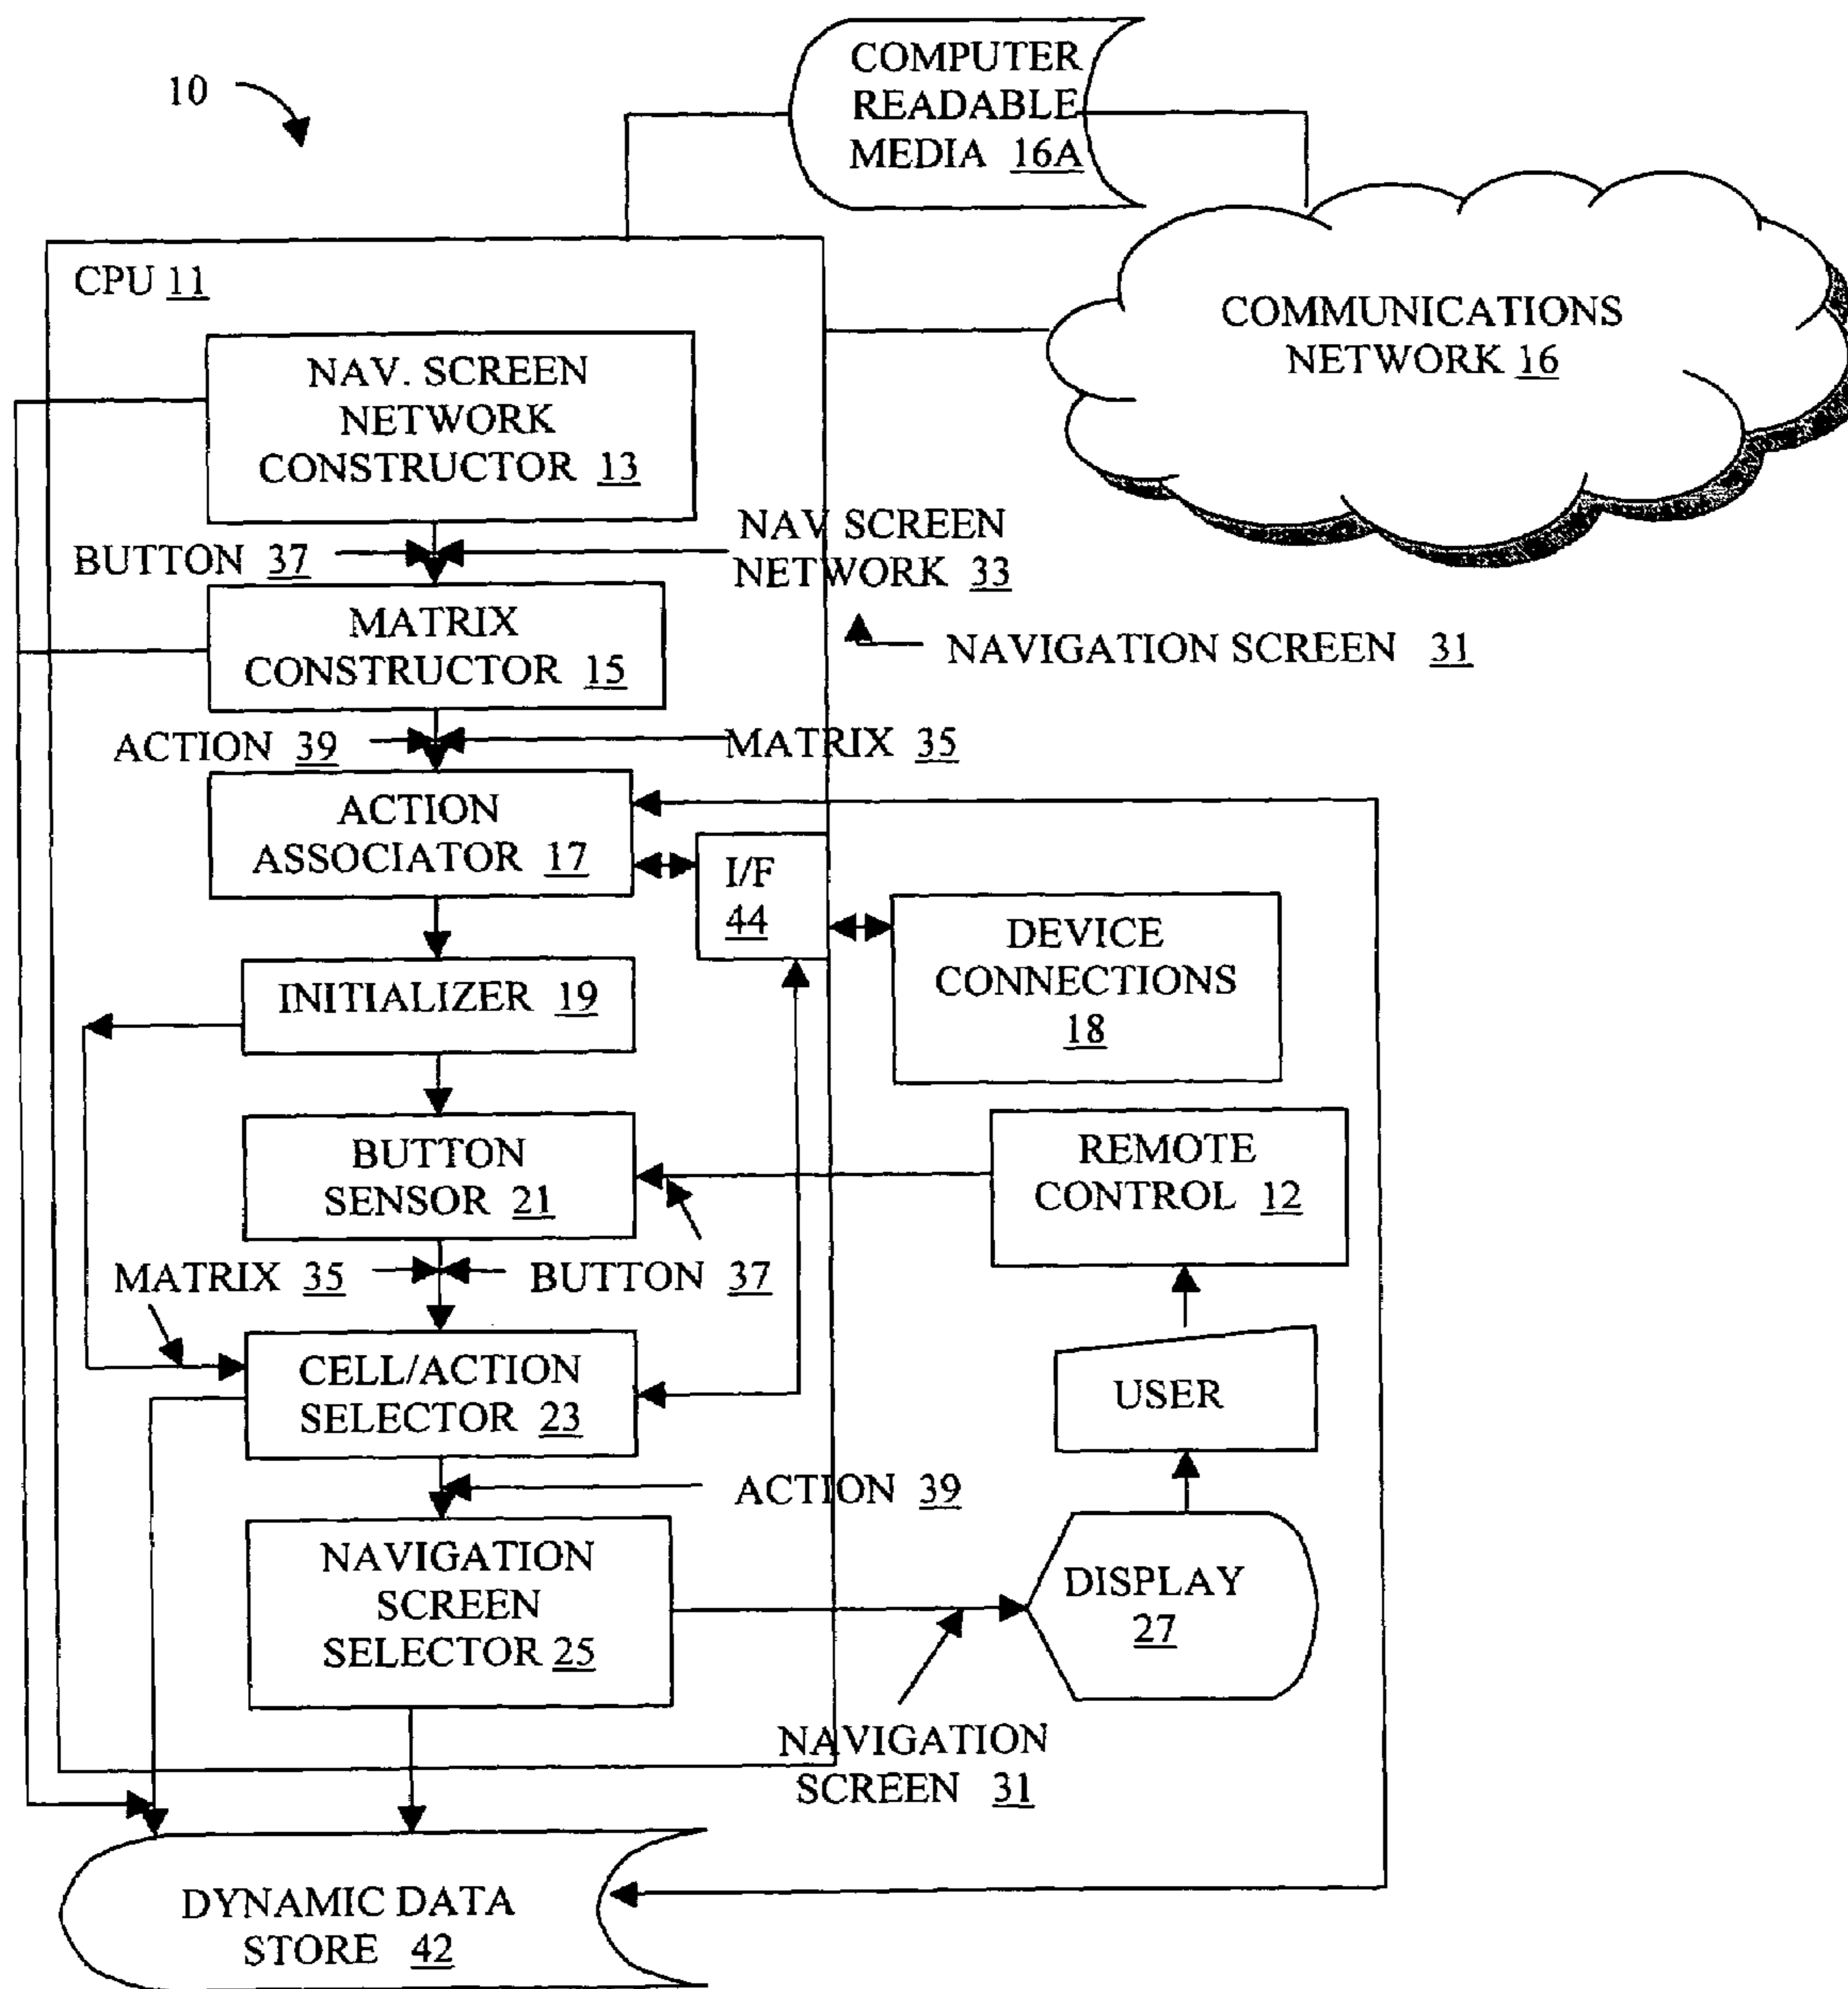 10
COMPUTER
READABLE
MEDIA 16A
CPU 11
COMMUNICATIONS
NETWORK 16
NAV. SCREEN
NETWORK
CONSTRUCTOR 13
BUTTON 37
NAV SCREEN
NETWORK 33
MATRIX
CONSTRUCTOR 15
NAVIGATION SCREEN 31
ACTION 39
MATRIX 35
ACTION
ASSOCIATOR 17
I/F
44
DEVICE
CONNECTIONS
18
INITIALIZER 19
BUTTON
SENSOR 21
REMOTE
CONTROL 12
MATRIX 35
BUTTON 37
CELL/ACTION
SELECTOR 23
USER
ACTION 39
NAVIGATION
SCREEN
SELECTOR 25
DISPLAY
27
NAVIGATION
SCREEN 31
DYNAMIC DATA
STORE 42